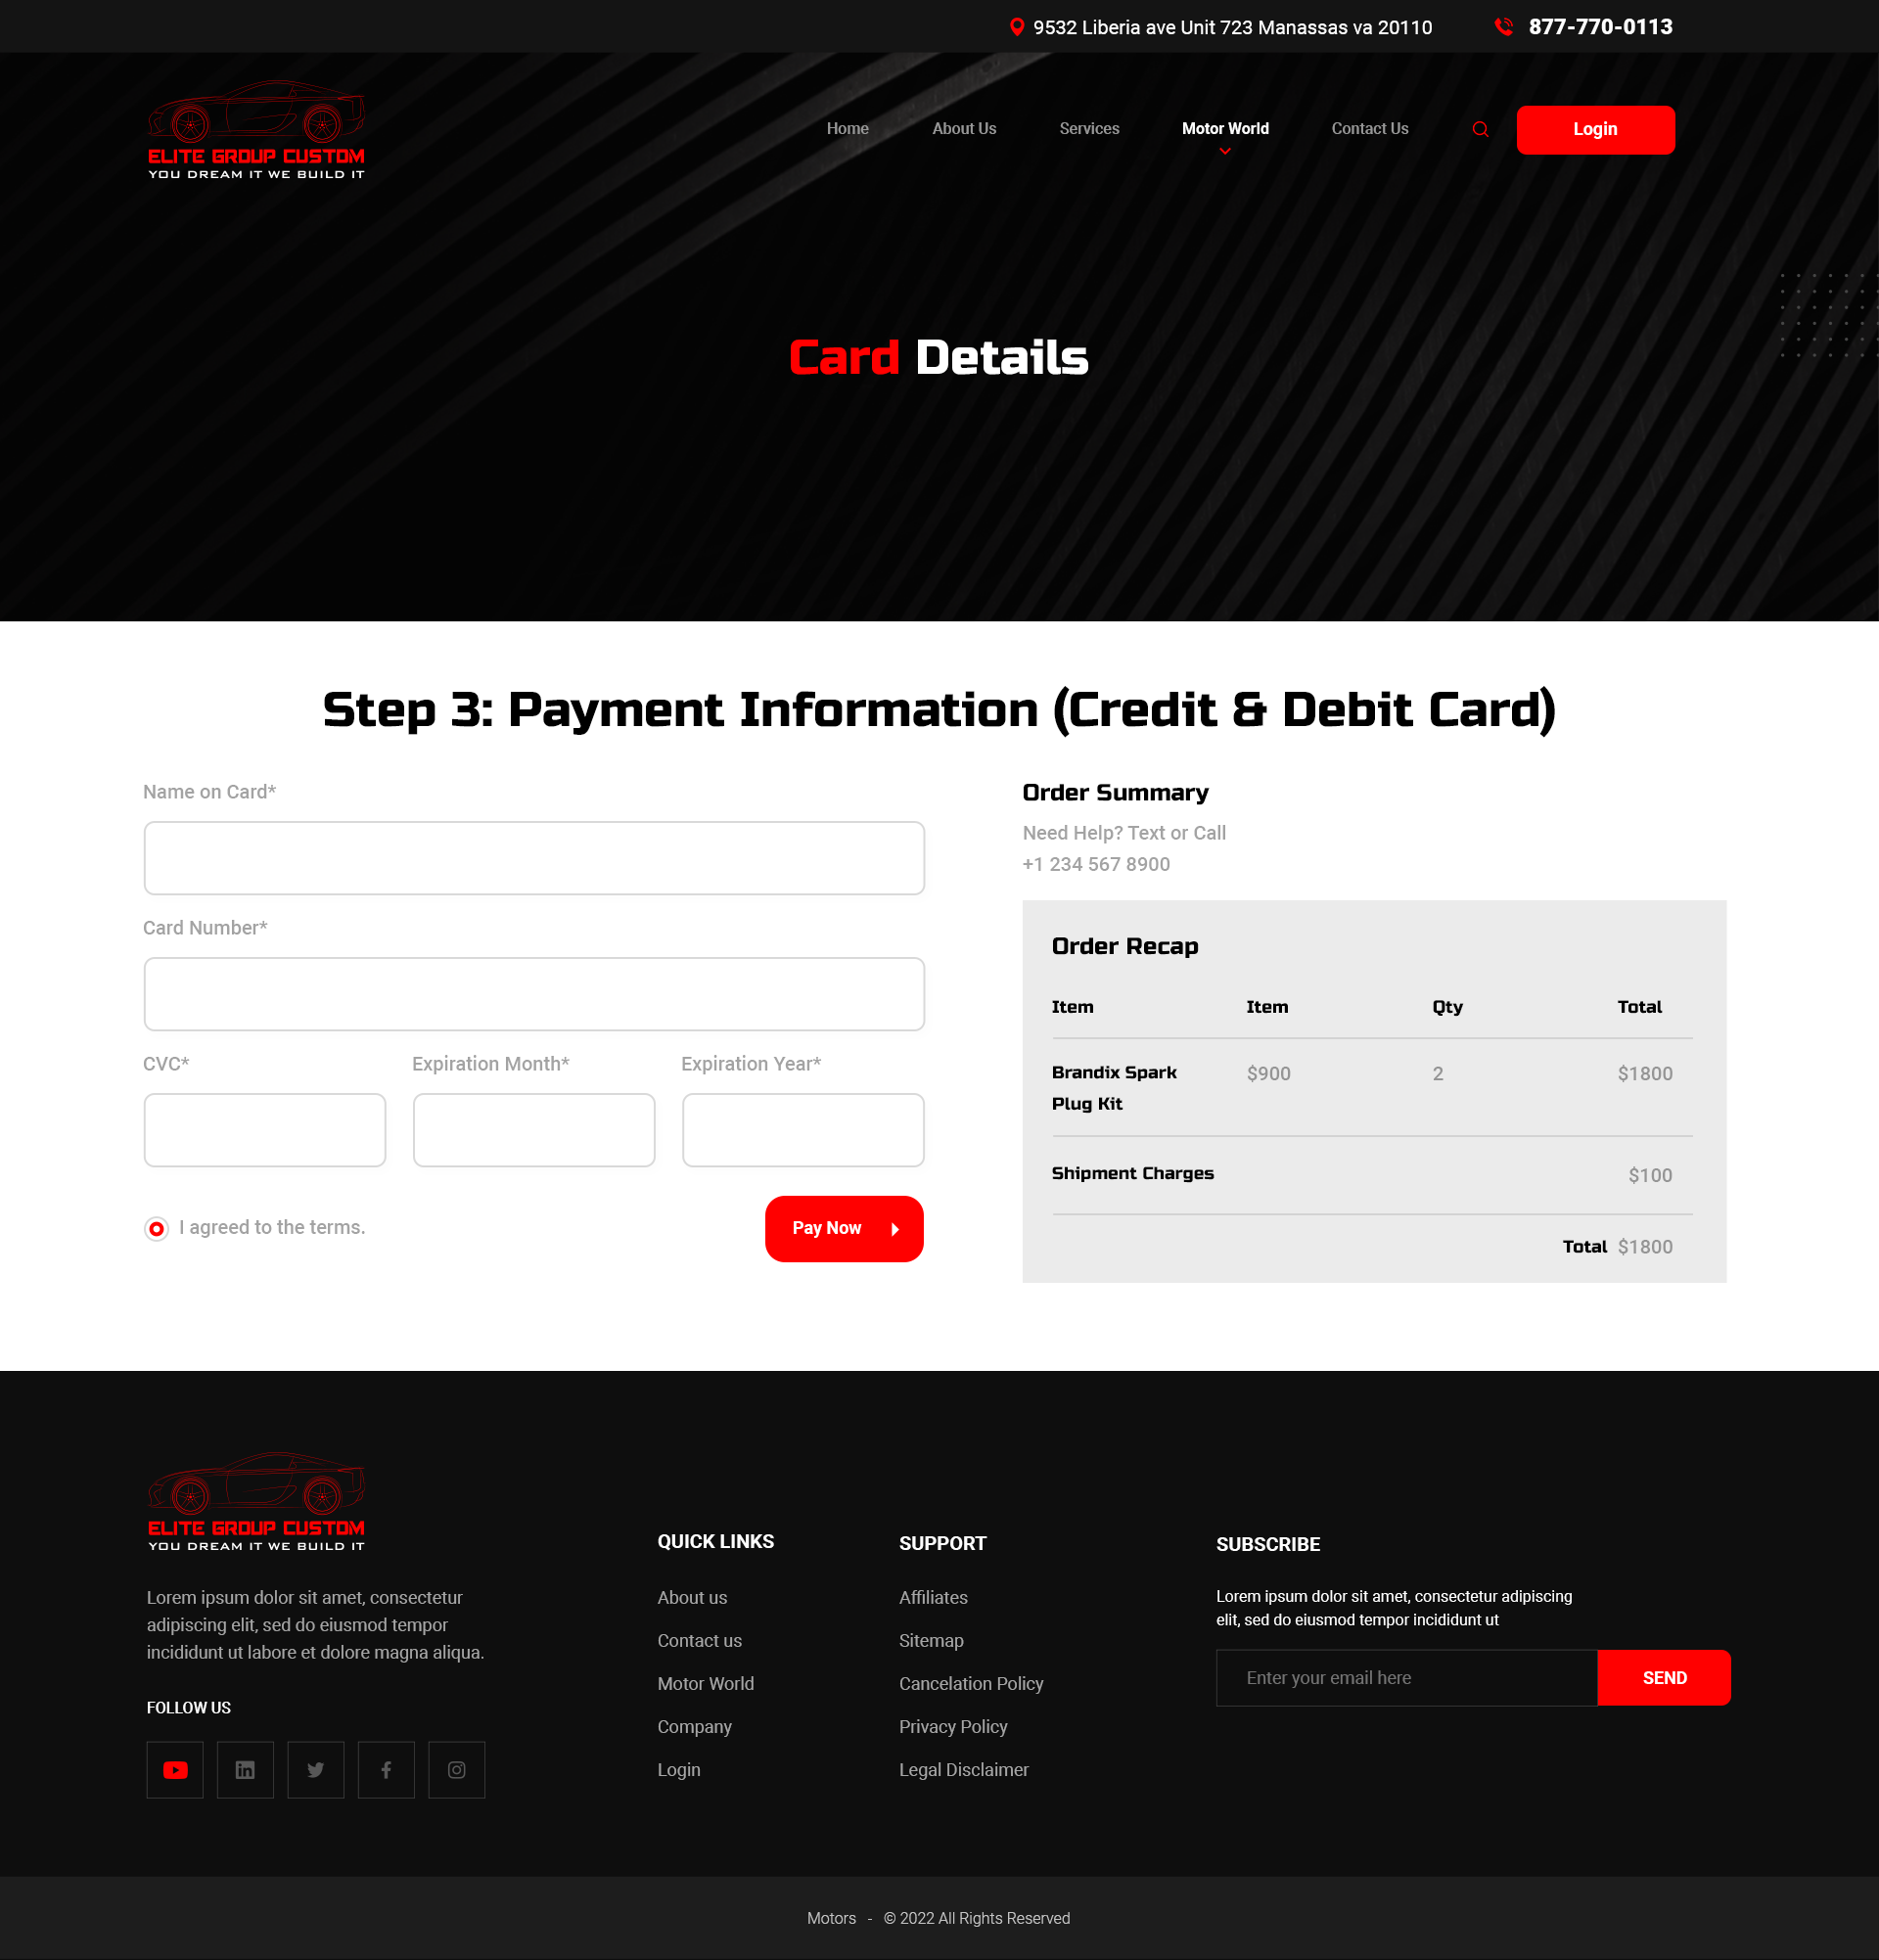 9532 Liberia ave Unit 723 Manassas va 20110
877-770-0113
ELITE GROUP CUSTOM
YOU DREAM IT WE BUILD IT
Home
About Us
Services
Motor World
Contact Us
Login
Card Details
Step 3: Payment Information (Credit & Debit Card)
Name on Card*
Card Number*
CVC*
Expiration Month*
Expiration Year*
I agreed to the terms.
Pay Now
Order Summary
Need Help? Text or Call
+1 234 567 8900
Order Recap
Item Item Qty Total
Brandix Spark $900 2 $1800
Plug Kit
Shipment Charges $100
Total $1800
ELITE GROUP CUSTOM
YOU DREAM IT WE BUILD IT
Lorem ipsum dolor sit amet, consectetur
adipiscing elit, sed do eiusmod tempor
incididunt ut labore et dolore magna aliqua.
FOLLOW US
QUICK LINKS
About us
Contact us
Motor World
Company
Login
SUPPORT
Affiliates
Sitemap
Cancelation Policy
Privacy Policy
Legal Disclaimer
SUBSCRIBE
Lorem ipsum dolor sit amet, consectetur adipiscing
elit, sed do eiusmod tempor incididunt ut
Enter your email here
SEND
Motors - © 2022 All Rights Reserved